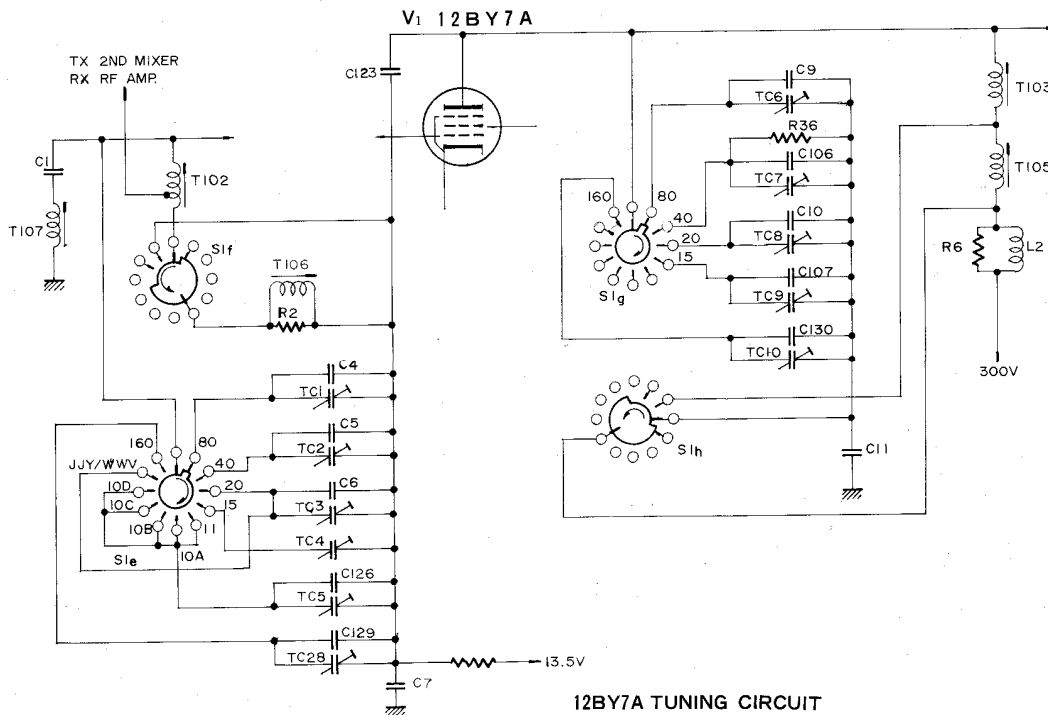 V1 12BY7A
TX 2ND MIXER
RX RF AMP.
C123
C1
T102
T107
S1f
T106
R2
C4
TC1
C5
TC2
C6
TC3
TC4
C126
TC5
C129
TC28
C7
13.5V
160
80
JJY/WWV
40
10D
20
10C
15
10B
11
10A
S1e
C9
TC6
R36
C106
TC7
C10
TC8
C107
TC9
C130
TC10
160
80
40
20
15
S1g
S1h
C11
T103
T105
R6
L2
300V
12BY7A TUNING CIRCUIT